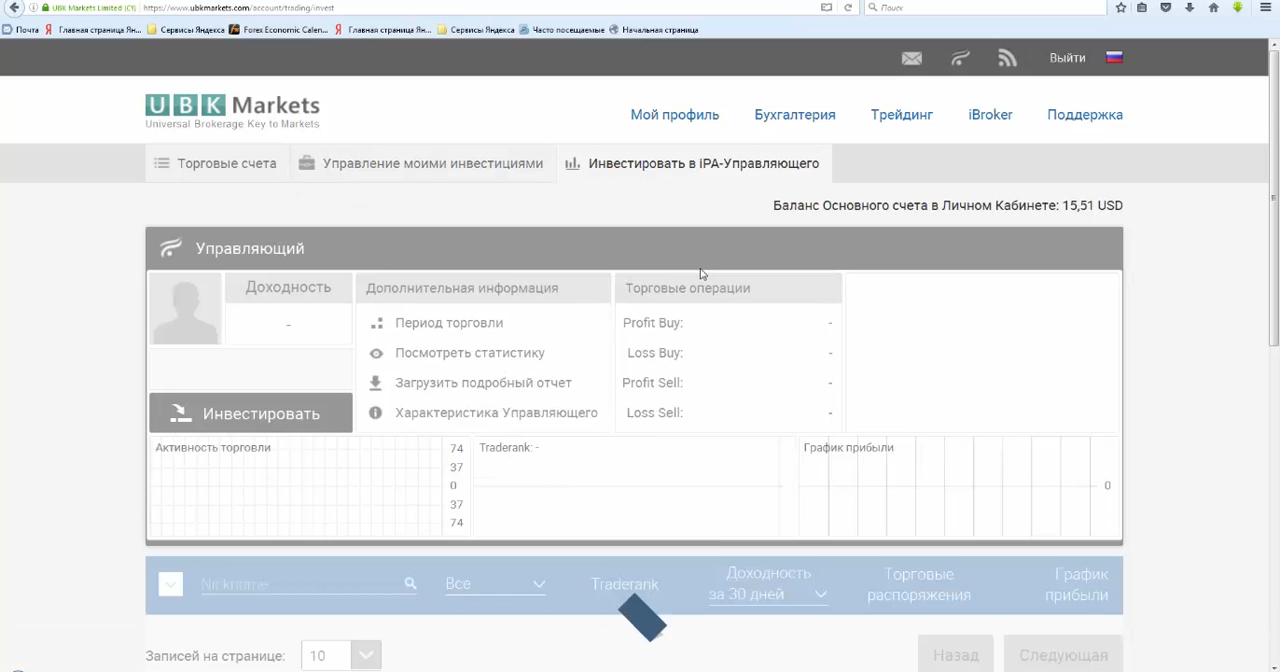 UBK Markets Limited (CY) https://www.ubkmarkets.com/account/trading/invest Поиск
Почта Главная страница Ян... Сервисы Яндекса Forex Economic Calen... Главная страница Ян... Сервисы Яндекса Часто посещаемые Начальная страница
Выйти
UBK Markets
Universal Brokerage Key to Markets
Мой профиль Бухгалтерия Трейдинг iBroker Поддержка
Торговые счета Управление моими инвестициями Инвестировать в iPA-Управляющего
Баланс Основного счета в Личном Кабинете: 15,51 USD
Управляющий
Доходность Дополнительная информация Торговые операции
- Период торговли Profit Buy: -
Посмотреть статистику Loss Buy: -
Загрузить подробный отчет Profit Sell: -
Инвестировать Характеристика Управляющего Loss Sell: -
Активность торговли 74 Traderank: - График прибыли
37
0 0
37
74
Nickname Все Traderank Доходность Торговые График
за 30 дней распоряжения прибыли
Записей на странице: 10 Назад Следующая